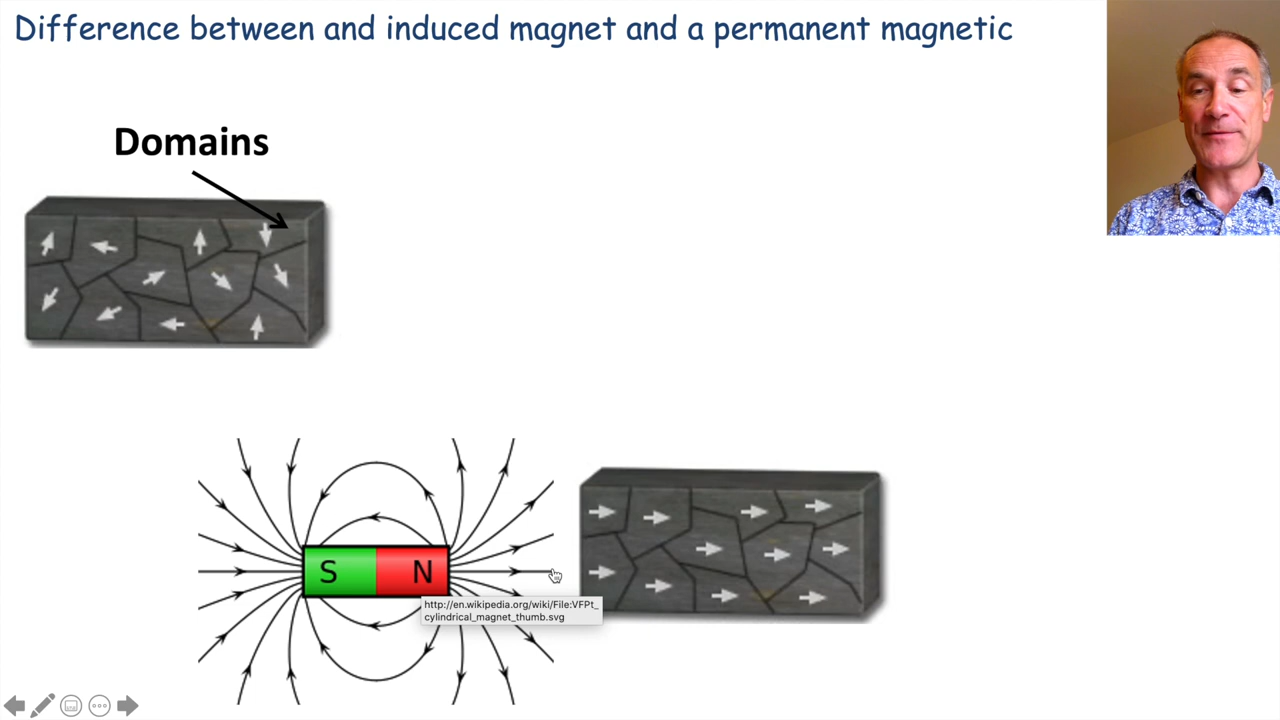 Difference between and induced magnet and a permanent magnetic
Domains
S
N
http://en.wikipedia.org/wiki/File:VFPt_
cylindrical_magnet_thumb.svg